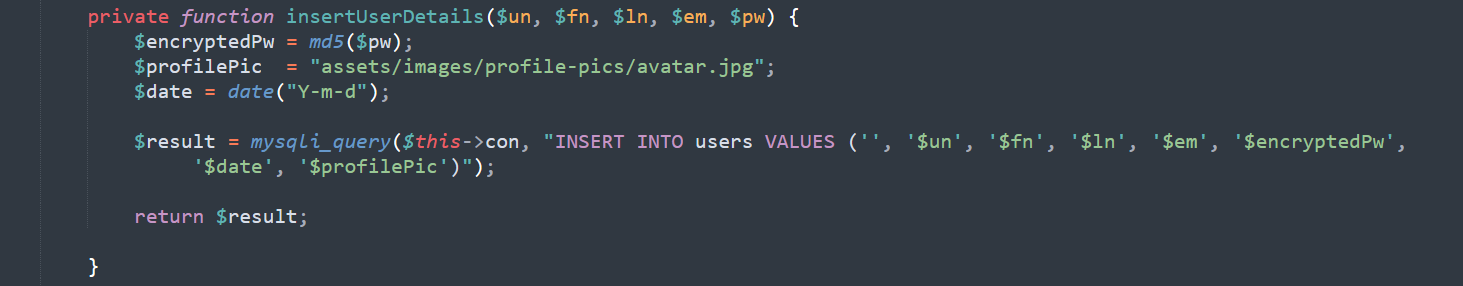 private function insertUserDetails($un, $fn, $ln, $em, $pw) {
$encryptedPw = md5($pw);
$profilePic  = "assets/images/profile-pics/avatar.jpg";
$date = date("Y-m-d");
$result = mysqli_query($this->con, "INSERT INTO users VALUES ('', '$un', '$fn', '$ln', '$em', '$encryptedPw',
'$date', '$profilePic')");
return $result;
}